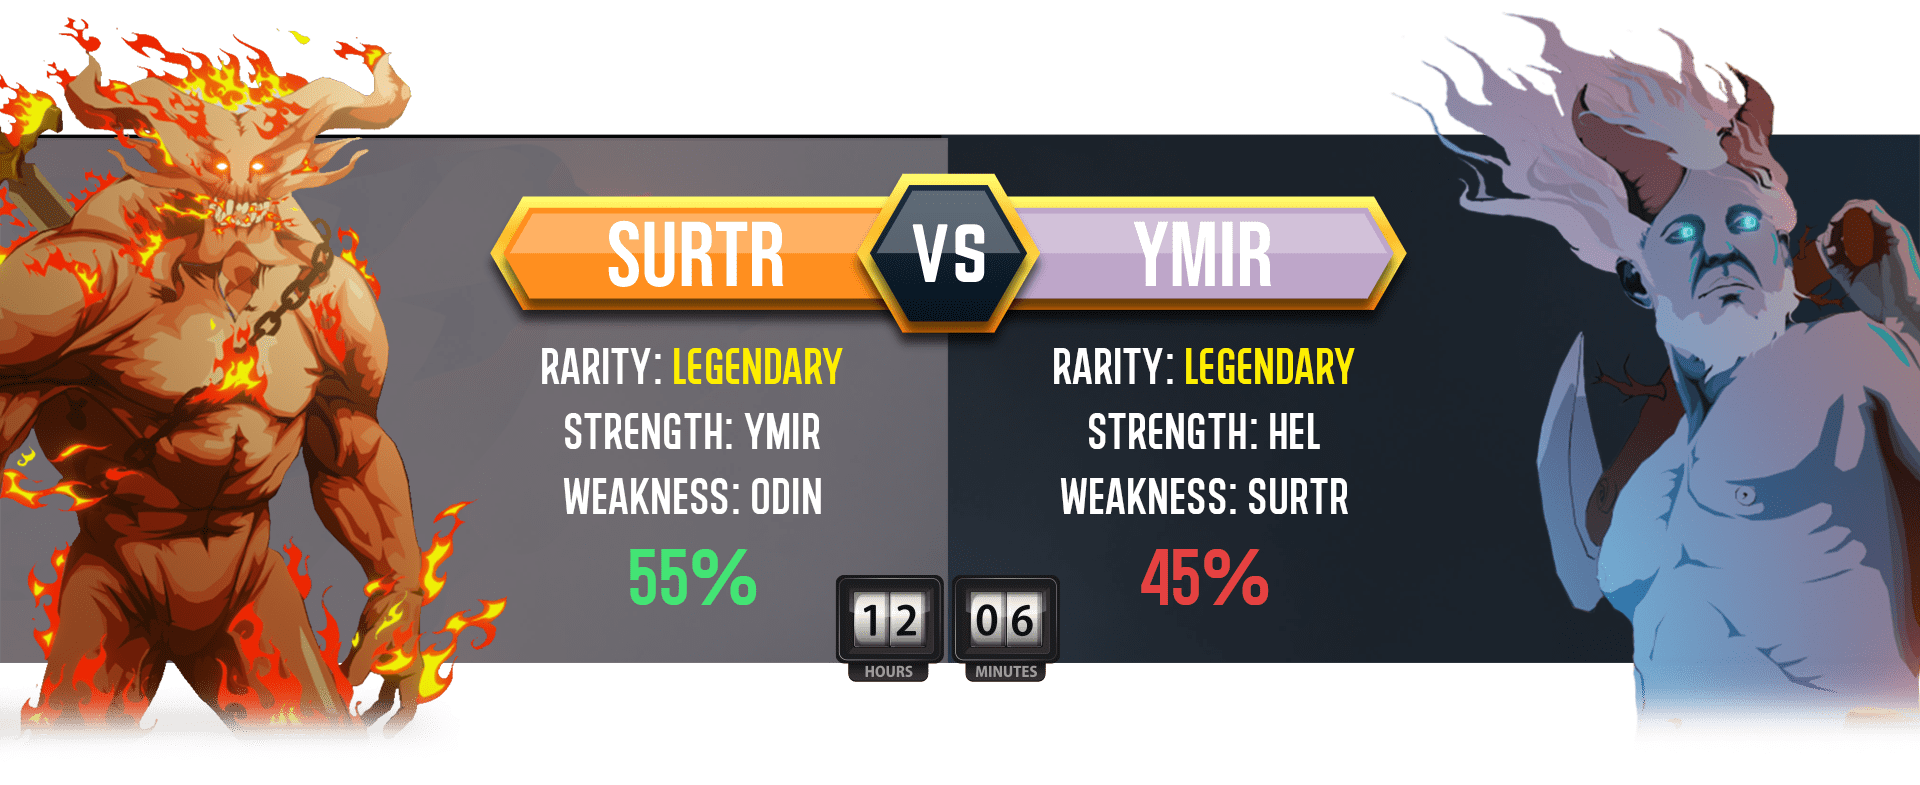 SURTR VS YMIR
RARITY: LEGENDARY
STRENGTH: YMIR
WEAKNESS: ODIN
55%
RARITY: LEGENDARY
STRENGTH: HEL
WEAKNESS: SURTR
45%
12 06
HOURS MINUTES